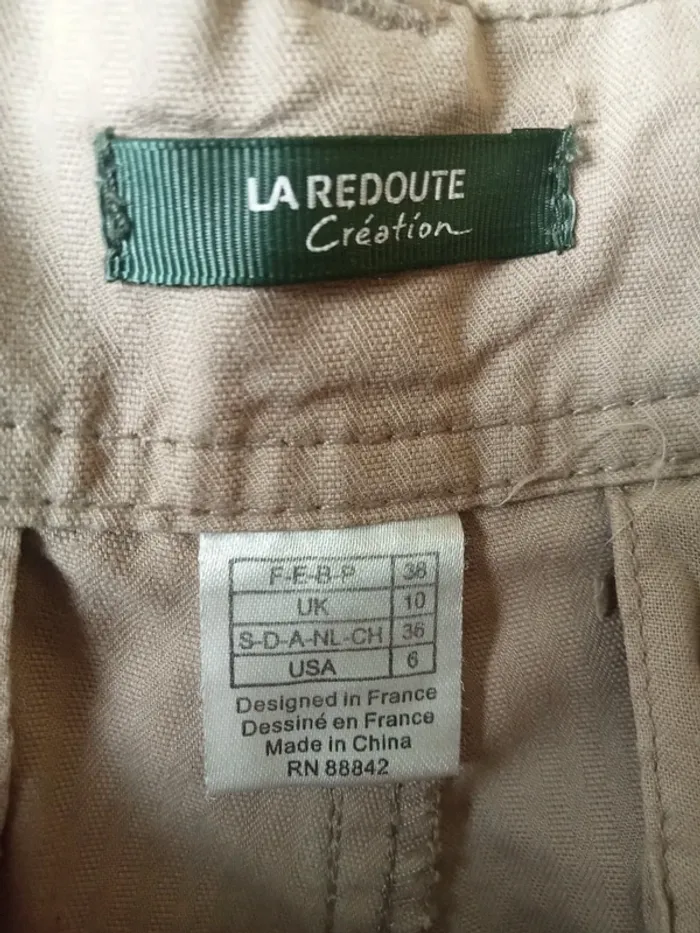 LA REDOUTE
Création
F-E-B-P 38
UK 10
S-D-A-NL-CH 36
USA 6
Designed in France
Dessiné en France
Made in China
RN 88842